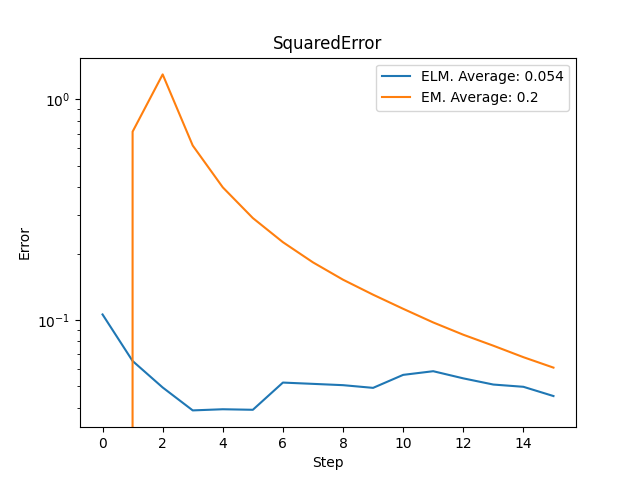 SquaredError
ELM. Average: 0.054
EM. Average: 0.2
10⁰
10⁻¹
Error
0 2 4 6 8 10 12 14
Step